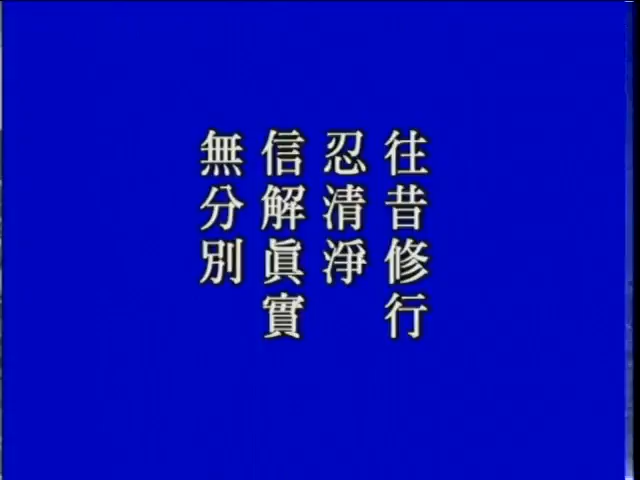 往昔修行
忍清淨
信解眞實
無分別